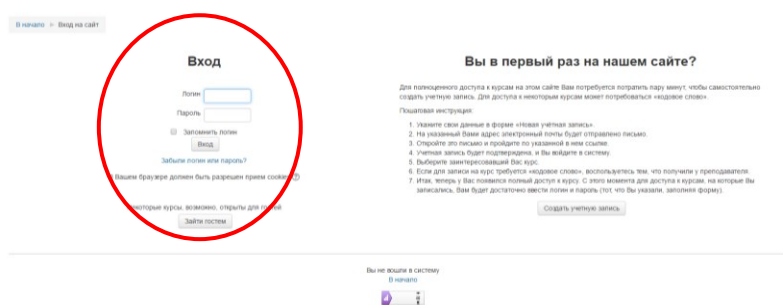 В начало ► Вход на сайт
Вход
Логин
Пароль
Запомнить логин
Вход
Забыли логин или пароль?
Вашем браузере должен быть разрешен прием cookies
Некоторые курсы, возможно, открыты для гостей
Зайти гостем
Вы в первый раз на нашем сайте?
Для полноценного доступа к курсам на этом сайте Вам потребуется потратить пару минут, чтобы самостоятельно
создать учетную запись. Для доступа к некоторым курсам может потребоваться «кодовое слово».
Пошаговая инструкция:
1. Укажите свои данные в форме «Новая учётная запись».
2. На указанный Вами адрес электронный почты будет отправлено письмо.
3. Откройте это письмо и пройдите по указанной в нем ссылке.
4. Учетная запись будет подтверждена, и Вы войдите в систему.
5. Выберите заинтересовавший Вас курс.
6. Если для записи на курс требуется «кодовое слово», воспользуйтесь тем, что получили у преподавателя.
7. Итак, теперь у Вас появился полный доступ к курсу. С этого момента для доступа к курсам, на которые Вы
записались, Вам будет достаточно ввести логин и пароль (тот, что Вы указали, заполняя форму).
Создать учетную запись
Вы не вошли в систему
В начало